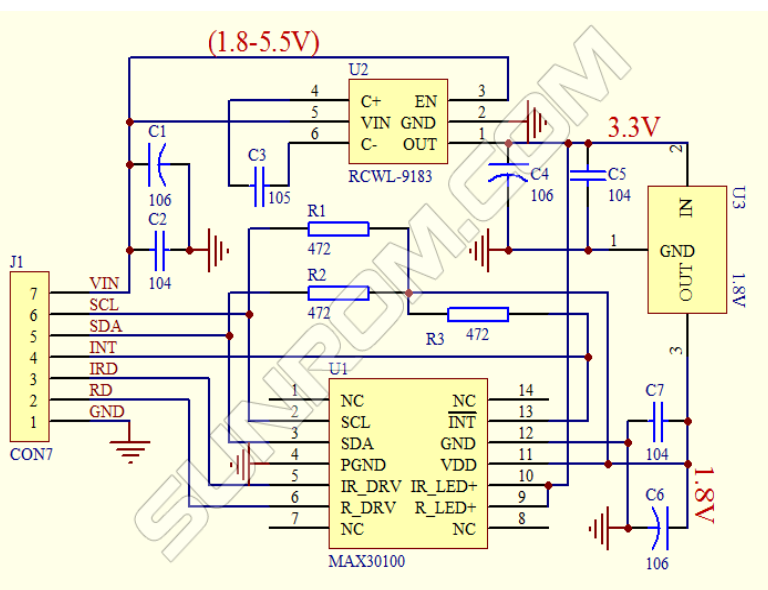 (1.8-5.5V)
U2
4 C+ EN 3
5 VIN GND 2
6 C- OUT 1
RCWL-9183
C1
106
C2
104
C3
105
3.3V
C4
106
C5
104
2
U3
IN
1 GND
OUT
1.8V
3
R1
472
R2
472
R3
472
J1
7 VIN
6 SCL
5 SDA
4 INT
3 IRD
2 RD
1 GND
CON7
U1
1 NC NC 14
2 SCL INT 13
3 SDA GND 12
4 PGND VDD 11
5 IR_DRV IR_LED+ 10
6 R_DRV R_LED+ 9
7 NC NC 8
MAX30100
C7
104
1.8V
C6
106
SUNROM.COM